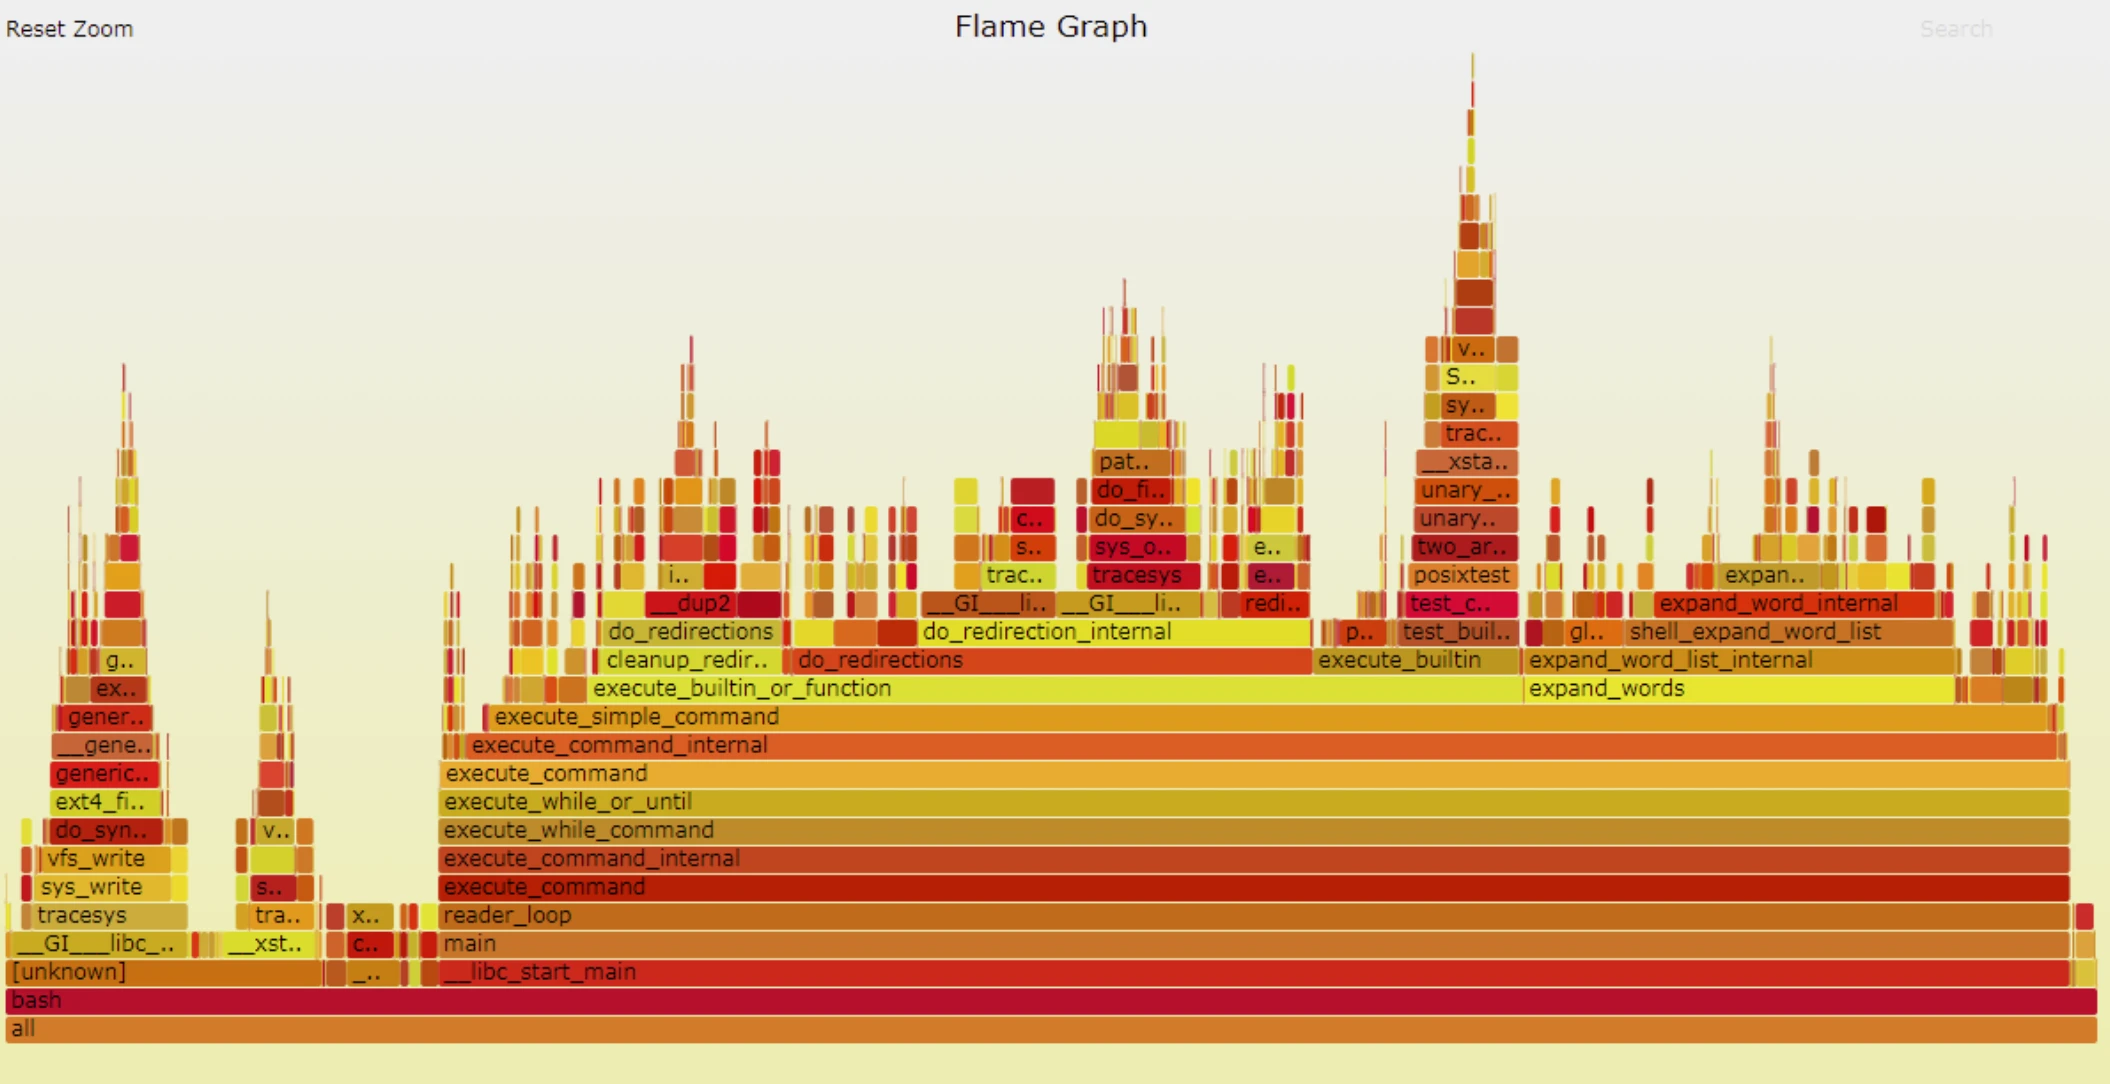 Reset Zoom
Flame Graph
Search
v..
S..
sy..
trac..
pat.. __xsta..
do_fi.. unary_..
c.. do_sy.. unary..
s.. sys_o.. e.. two_ar..
i.. trac.. tracesys e.. posixtest expan..
__dup2 __GI___li.. __GI___li.. redi.. test_c.. expand_word_internal
do_redirections do_redirection_internal p.. test_buil.. gl.. shell_expand_word_list
g.. cleanup_redir.. do_redirections execute_builtin expand_word_list_internal
ex.. execute_builtin_or_function expand_words
gener.. execute_simple_command
__gene.. execute_command_internal
generic.. execute_command
ext4_fi.. execute_while_or_until
do_syn.. v.. execute_while_command
vfs_write execute_command_internal
sys_write s.. execute_command
tracesys tra.. x.. reader_loop
__GI___libc_.. __xst.. c.. main
[unknown] _.. __libc_start_main
bash
all